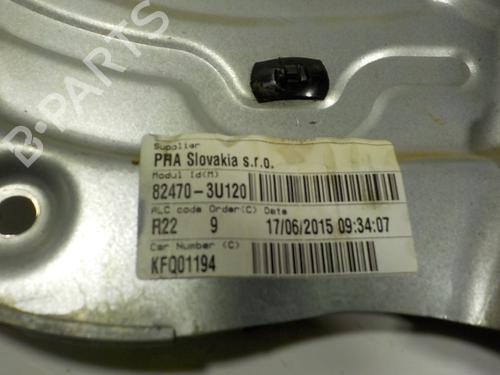 B-PARTS
Supplier
PHA Slovakia s.r.o.
Modul Id(M)
82470-3U120
ALC code Order(C) Date
R22 9 17/06/2015 09:34:07
Car Number (C)
KFQ01194